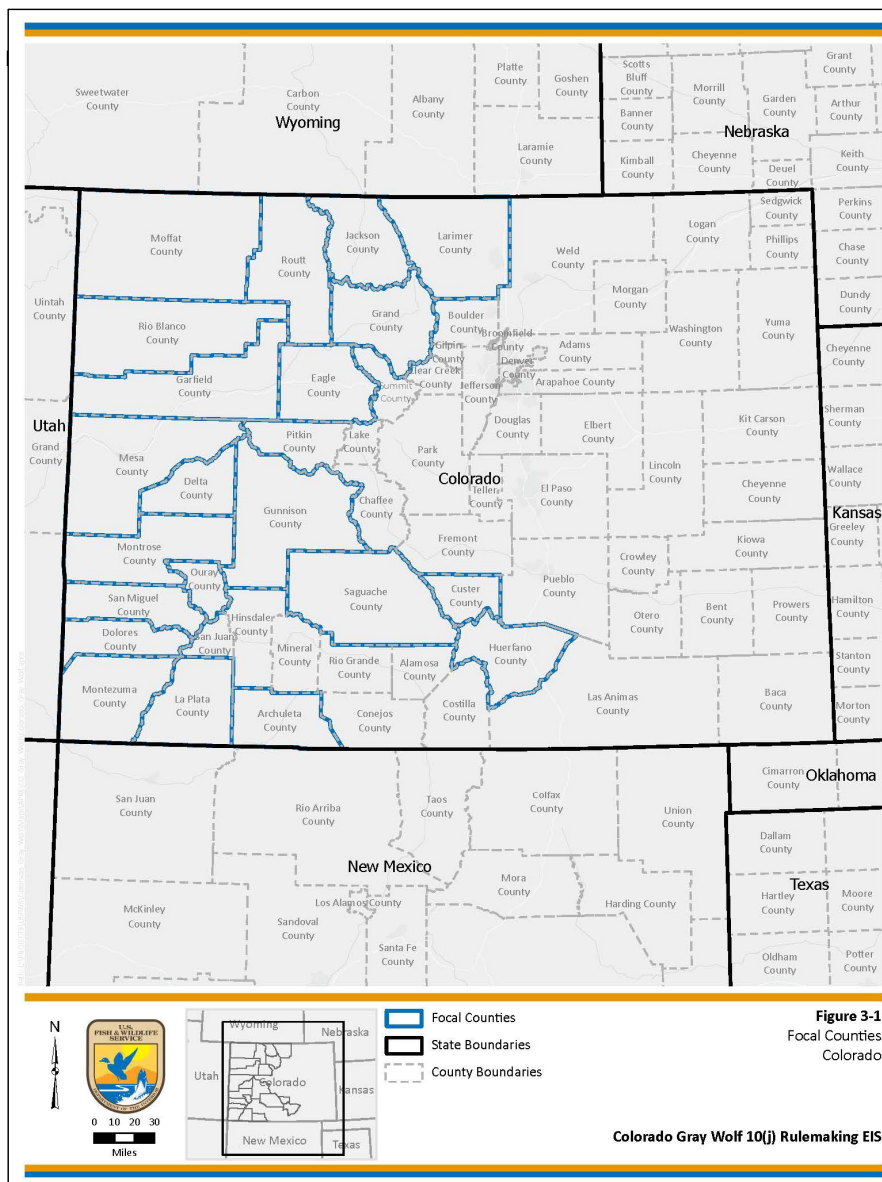 Sweetwater
County
Carbon
County
Wyoming
Albany
County
Platte
County
Goshen
County
Laramie
County
Scotts
Bluff
County
Banner
County
Kimball
County
Morrill
County
Cheyenne
County
Garden
County
Nebraska
Deuel
County
Grant
County
Arthur
County
Keith
County
Perkins
County
Chase
County
Dundy
County
Moffat
County
Routt
County
Jackson
County
Larimer
County
Weld
County
Logan
County
Sedgwick
County
Phillips
County
Morgan
County
Washington
County
Yuma
County
Uintah
County
Rio Blanco
County
Grand
County
Boulder
County
Broomfield
County
Gilpin
County
Clear Creek
County
Denver
County
Adams
County
Arapahoe County
Jefferson
County
Garfield
County
Eagle
County
Summit
County
Cheyenne
County
Utah
Grand
County
Mesa
County
Pitkin
County
Lake
County
Park
County
Colorado
Douglas
County
Elbert
County
Kit Carson
County
Sherman
County
Delta
County
Gunnison
County
Chaffee
County
Teller
County
El Paso
County
Lincoln
County
Cheyenne
County
Wallace
County
Kansas
Greeley
County
Montrose
County
Ouray
County
Fremont
County
Crowley
County
Kiowa
County
San Miguel
County
Hinsdaler
County
Saguache
County
Custer
County
Pueblo
County
Otero
County
Bent
County
Prowers
County
Hamilton
County
Dolores
County
San Juan
County
Mineral
County
Rio Grande
County
Alamosa
County
Huerfano
County
Stanton
County
Montezuma
County
La Plata
County
Archuleta
County
Conejos
County
Costilla
County
Las Animas
County
Baca
County
Morton
County
San Juan
County
Rio Arriba
County
Taos
County
Colfax
County
Union
County
Cimarron
County
Oklahoma
New Mexico
Mora
County
Harding County
Dallam
County
Texas
Hartley
County
Moore
County
McKinley
County
Los Alamos County
Sandoval
County
Santa Fe
County
Oldham
County
Potter
County
N
U.S.
FISH & WILDLIFE
SERVICE
DEPARTMENT OF THE INTERIOR
0 10 20 30
Miles
Wyoming
Nebraska
Utah
Colorado
Kansas
New Mexico
Texas
Focal Counties
State Boundaries
County Boundaries
Figure 3-1
Focal Counties
Colorado
Colorado Gray Wolf 10(j) Rulemaking EIS